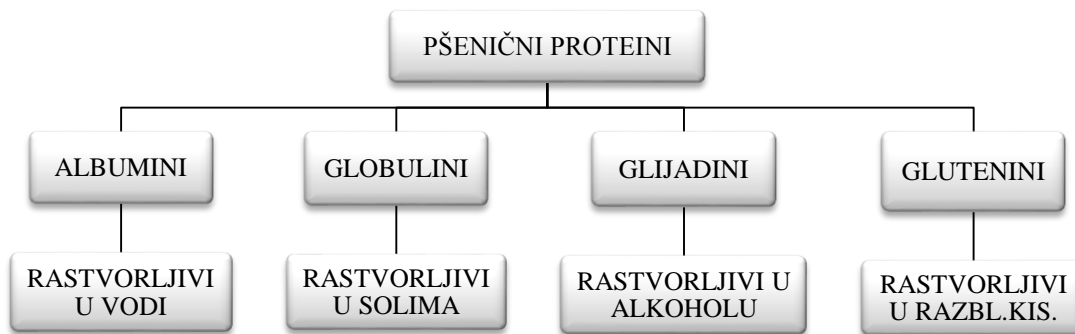 PŠENIČNI PROTEINI
ALBUMINI
GLOBULINI
GLIJADINI
GLUTENINI
RASTVORLJIVI
U VODI
RASTVORLJIVI
U SOLIMA
RASTVORLJIVI U
ALKOHOLU
RASTVORLJIVI
U RAZBL.KIS.